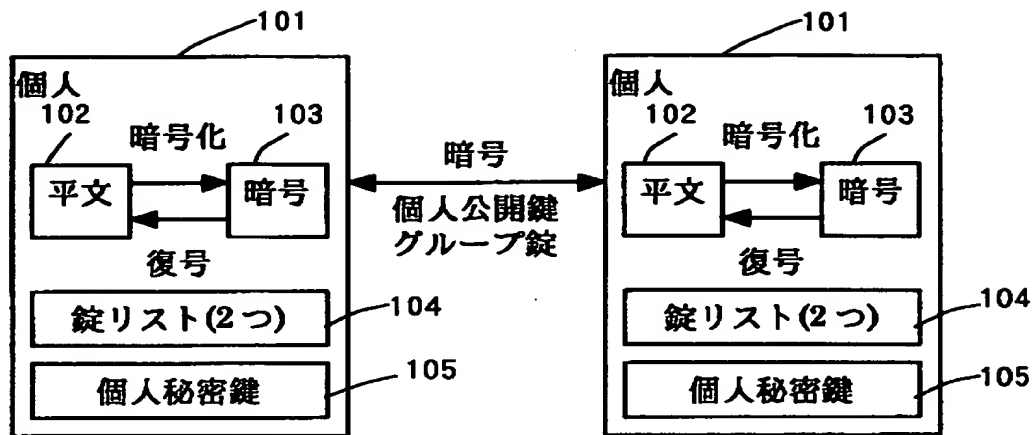 101
個人
102
暗号化
103
平文
暗号
復号
錠リスト(2つ)
104
個人秘密鍵
105
暗号
個人公開鍵
グループ錠
101
個人
102
暗号化
103
平文
暗号
復号
錠リスト(2つ)
104
個人秘密鍵
105